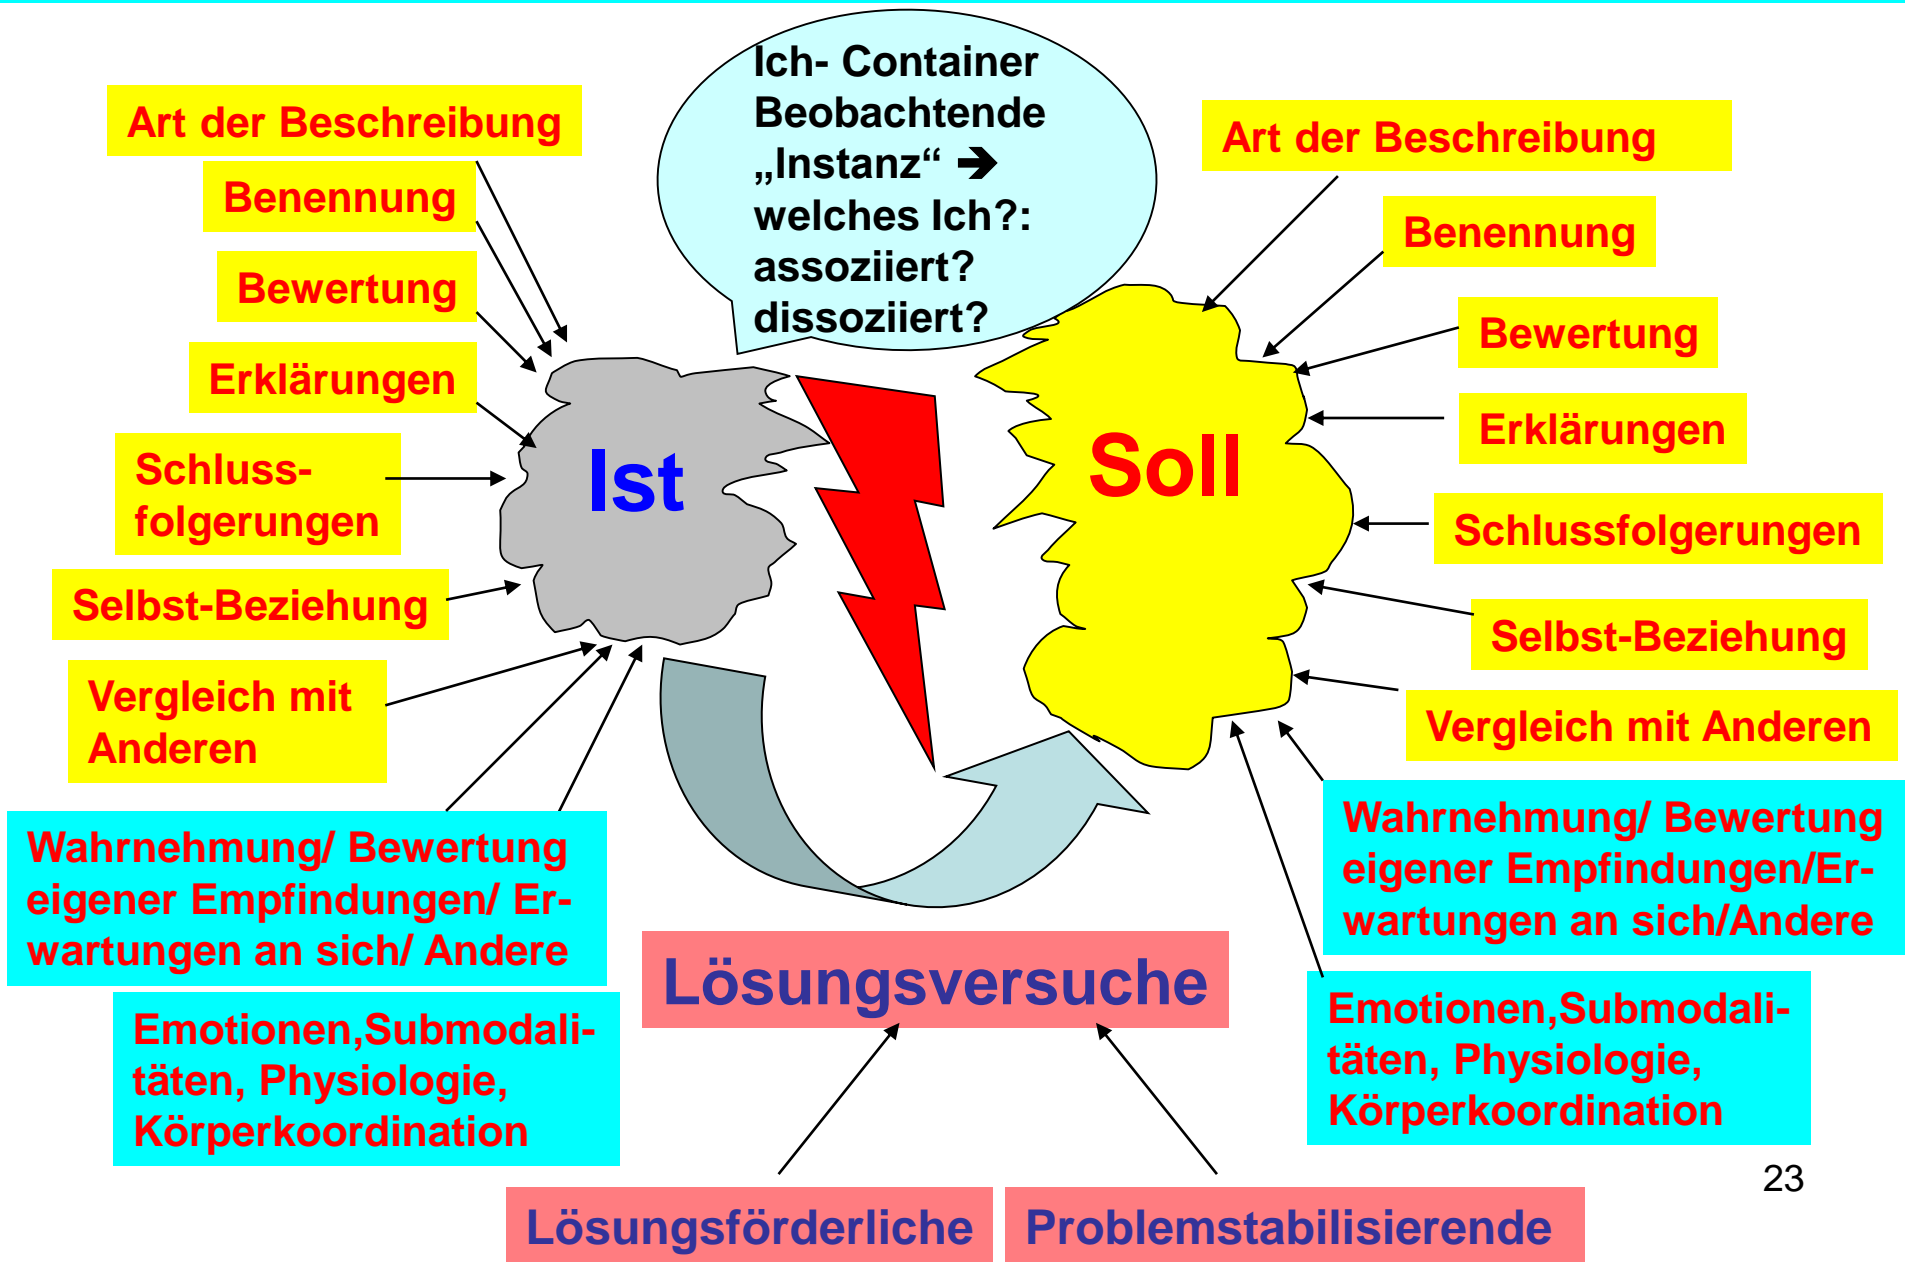 Ich- Container
Beobachtende
„Instanz“ ➔
welches Ich?:
assoziiert?
dissoziiert?
Art der Beschreibung
Benennung
Bewertung
Erklärungen
Schluss-
folgerungen
Selbst-Beziehung
Vergleich mit
Anderen
Wahrnehmung/ Bewertung
eigener Empfindungen/ Er-
wartungen an sich/ Andere
Emotionen,Submodali-
täten, Physiologie,
Körperkoordination
Ist
Soll
Art der Beschreibung
Benennung
Bewertung
Erklärungen
Schlussfolgerungen
Selbst-Beziehung
Vergleich mit Anderen
Wahrnehmung/ Bewertung
eigener Empfindungen/Er-
wartungen an sich/Andere
Emotionen,Submodali-
täten, Physiologie,
Körperkoordination
Lösungsversuche
Lösungsförderliche
Problemstabilisierende
23